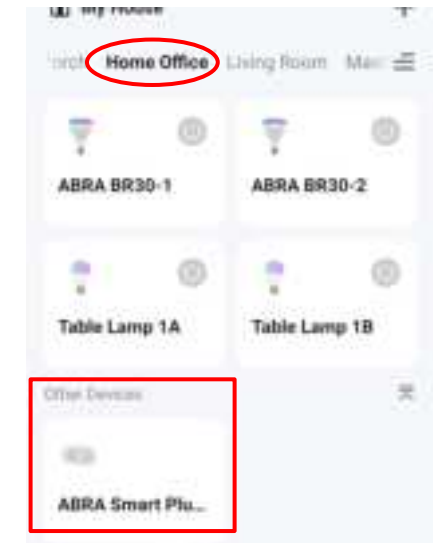 My House
Home Office Living Room
ABRA BR30-1 ABRA BR30-2
Table Lamp 1A Table Lamp 1B
Other Devices
ABRA Smart Plu...